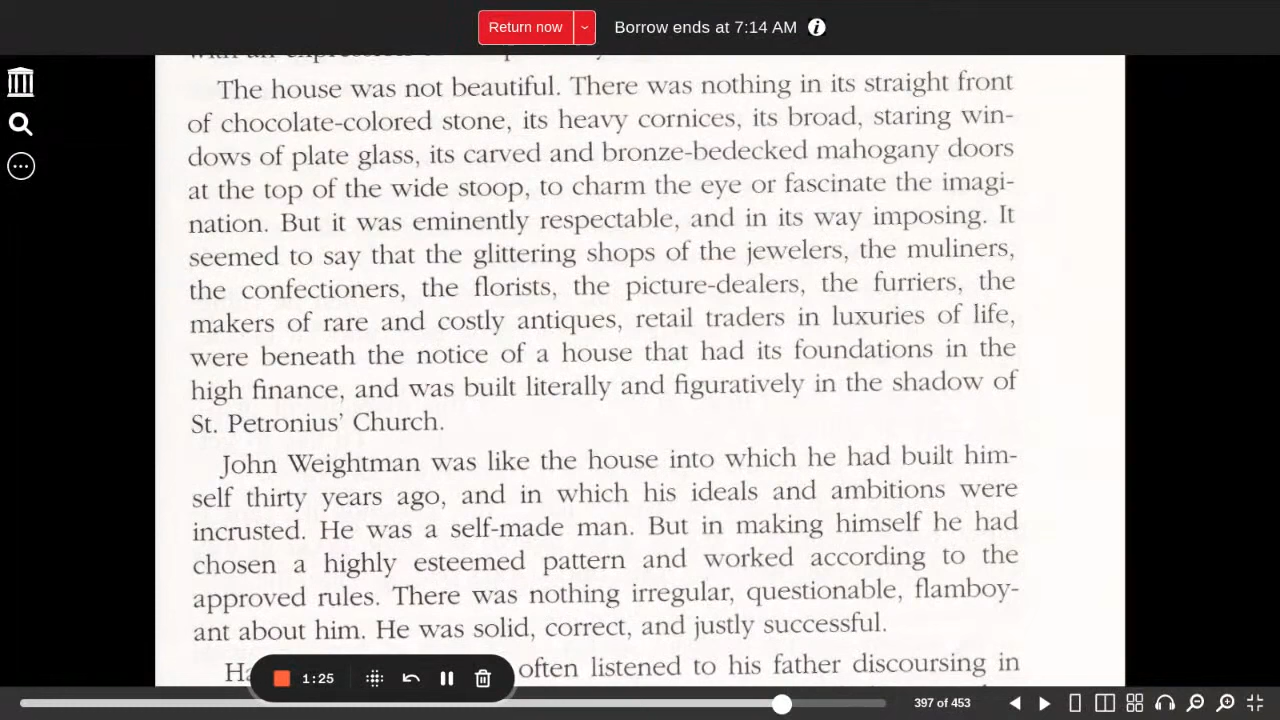 Return now
Borrow ends at 7:14 AM
The house was not beautiful. There was nothing in its straight front
of chocolate-colored stone, its heavy cornices, its broad, staring win-
dows of plate glass, its carved and bronze-bedecked mahogany doors
at the top of the wide stoop, to charm the eye or fascinate the imagi-
nation. But it was eminently respectable, and in its way imposing. It
seemed to say that the glittering shops of the jewelers, the muliners,
the confectioners, the florists, the picture-dealers, the furriers, the
makers of rare and costly antiques, retail traders in luxuries of life,
were beneath the notice of a house that had its foundations in the
high finance, and was built literally and figuratively in the shadow of
St. Petronius' Church.
John Weightman was like the house into which he had built him-
self thirty years ago, and in which his ideals and ambitions were
incrusted. He was a self-made man. But in making himself he had
chosen a highly esteemed pattern and worked according to the
approved rules. There was nothing irregular, questionable, flamboy-
ant about him. He was solid, correct, and justly successful.
often listened to his father discoursing in
1:25
397 of 453